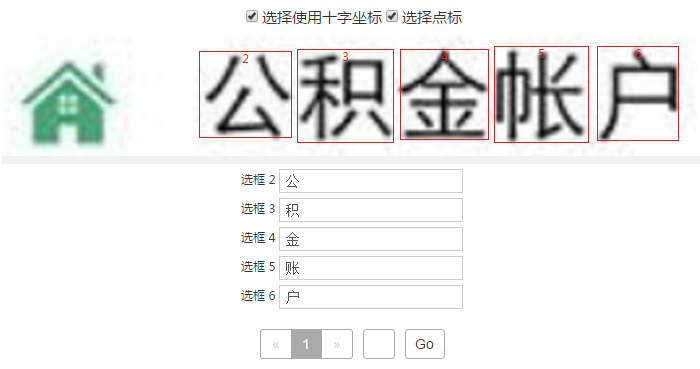 选择使用十字坐标 选择点标
2 3 4 5 6
公积金帐户
选框 2 公
选框 3 积
选框 4 金
选框 5 账
选框 6 户
« 1 » Go